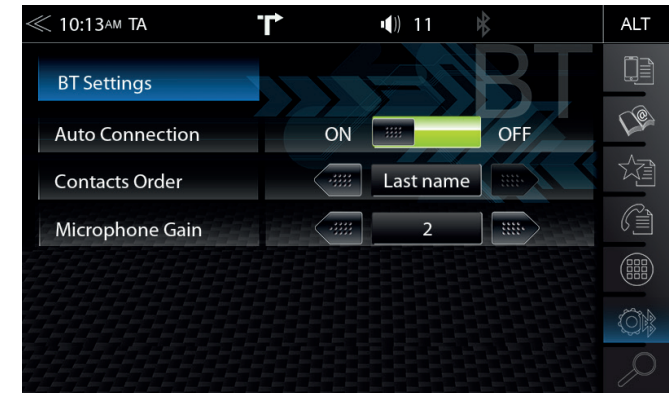 10:13AM TA 11 ALT
BT
BT Settings
Auto Connection ON OFF
Contacts Order Last name
Microphone Gain 2